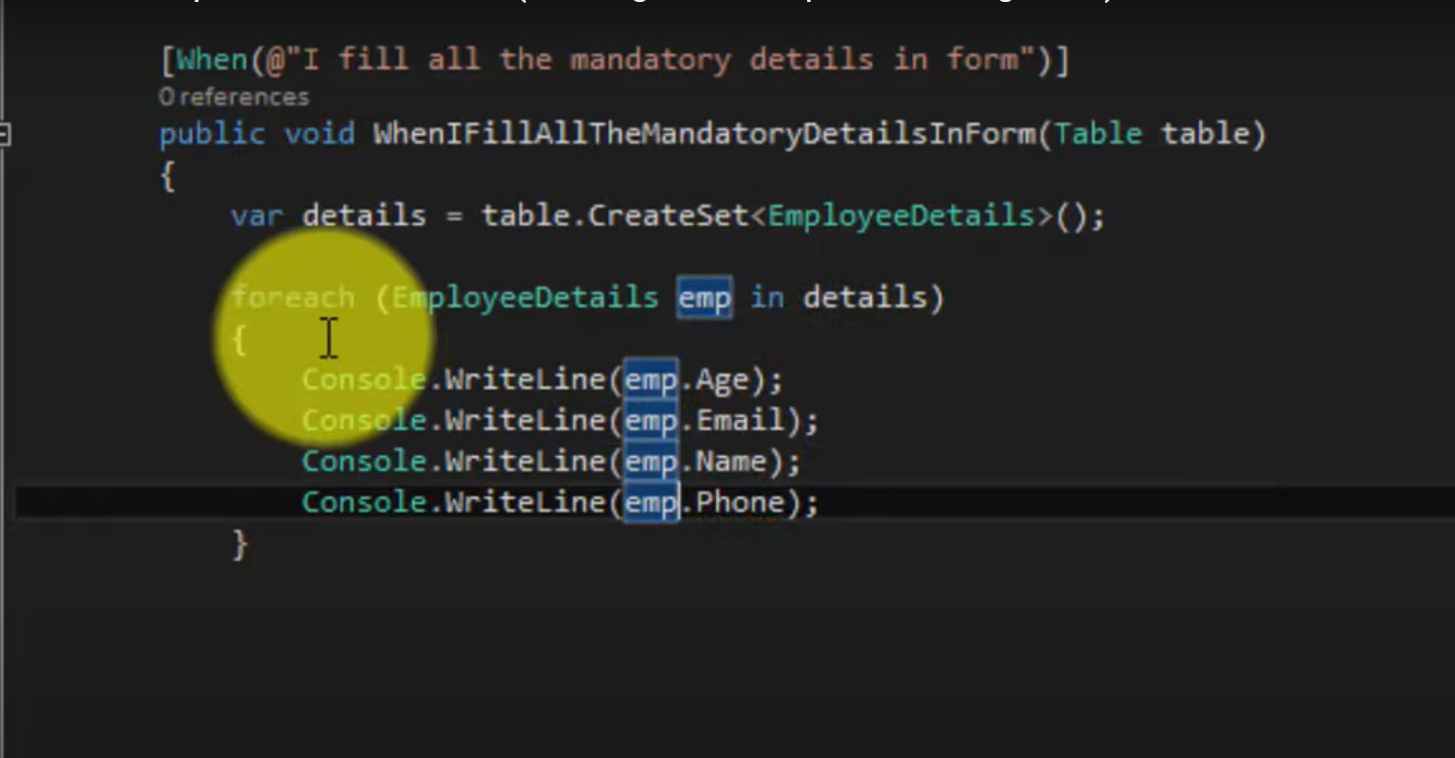 [When(@"I fill all the mandatory details in form")]
0 references
public void WhenIFillAllTheMandatoryDetailsInForm(Table table)
{
var details = table.CreateSet<EmployeeDetails>();
foreach (EmployeeDetails emp in details)
{
Console.WriteLine(emp.Age);
Console.WriteLine(emp.Email);
Console.WriteLine(emp.Name);
Console.WriteLine(emp.Phone);
}